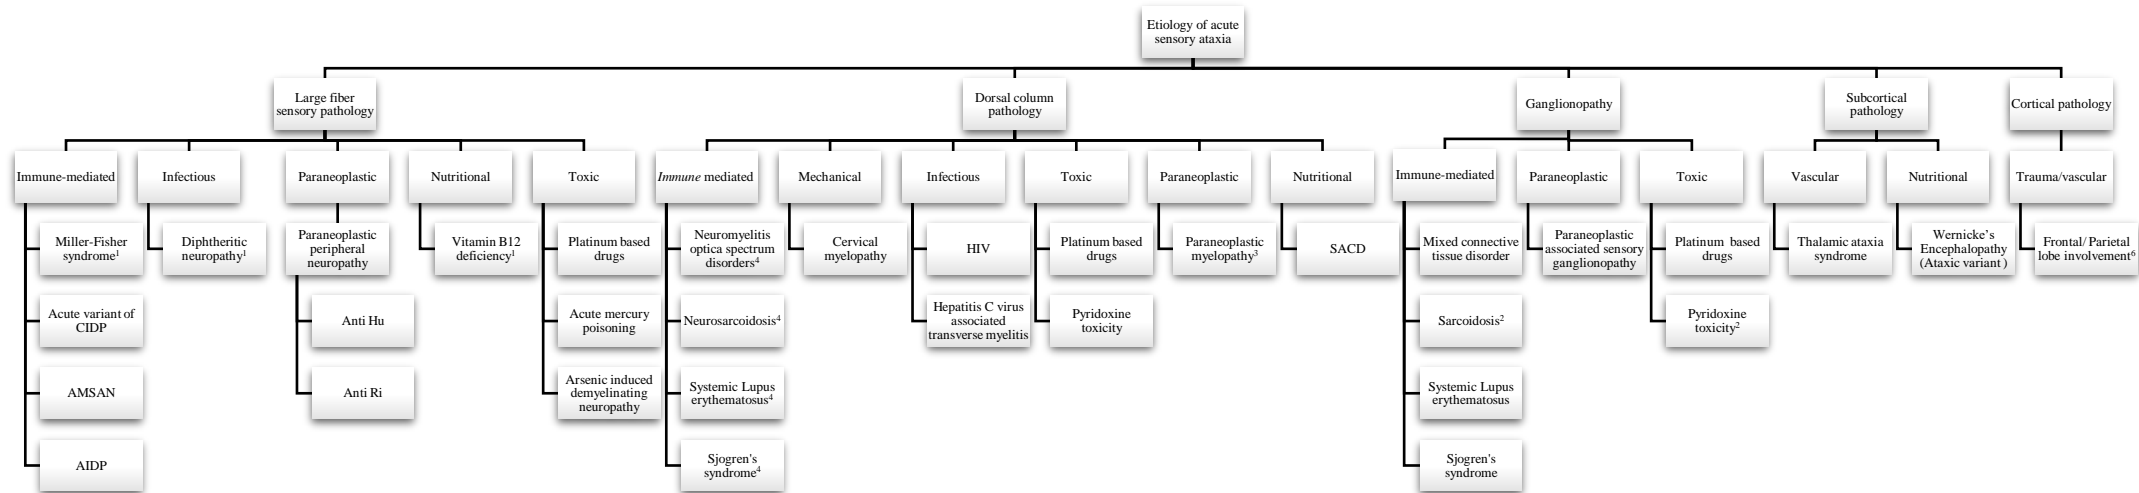 Etiology of acute
sensory ataxia
Large fiber
sensory pathology
Dorsal column
pathology
Ganglionopathy
Subcortical
pathology
Cortical pathology
Immune-mediated
Infectious
Paraneoplastic
Nutritional
Toxic
Immune mediated
Mechanical
Infectious
Toxic
Paraneoplastic
Nutritional
Immune-mediated
Paraneoplastic
Toxic
Vascular
Nutritional
Trauma/vascular
Miller-Fisher
syndrome¹
Diphtheritic
neuropathy¹
Paraneoplastic
peripheral
neuropathy
Vitamin B12
deficiency¹
Platinum based
drugs
Neuromyelitis
optica spectrum
disorders⁴
Cervical
myelopathy
HIV
Platinum based
drugs
Paraneoplastic
myelopathy³
SACD
Mixed connective
tissue disorder
Paraneoplastic
associated sensory
ganglionopathy
Platinum based
drugs
Thalamic ataxia
syndrome
Wernicke's
Encephalopathy
(Ataxic variant )
Frontal/ Parietal
lobe involvement⁶
Acute variant of
CIDP
Anti Hu
Acute mercury
poisoning
Neurosarcoidosis⁴
Hepatitis C virus
associated
transverse myelitis
Pyridoxine
toxicity
Sarcoidosis²
Pyridoxine
toxicity²
AMSAN
Anti Ri
Arsenic induced
demyelinating
neuropathy
Systemic Lupus
erythematosus⁴
Systemic Lupus
erythematosus
AIDP
Sjogren's
syndrome⁴
Sjogren's
syndrome